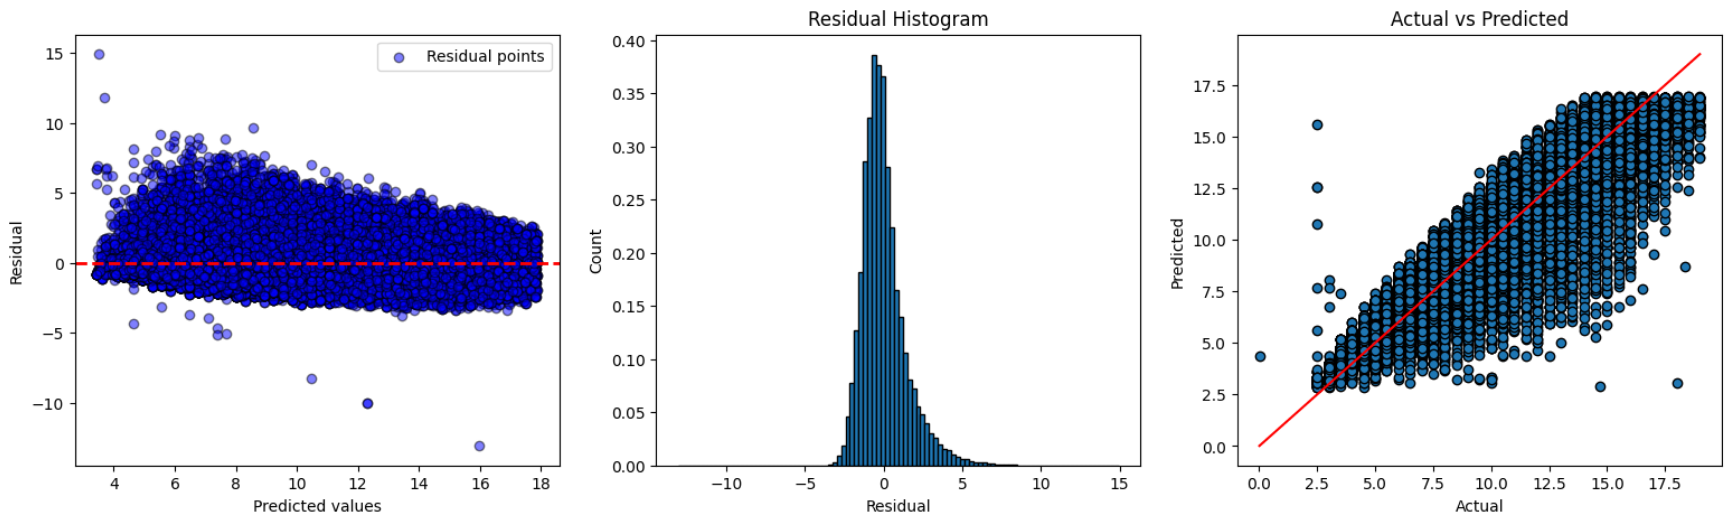 Residual points
15
10
5
0
−5
−10
Residual
4 6 8 10 12 14 16 18
Predicted values
Residual Histogram
0.40
0.35
0.30
0.25
0.20
0.15
0.10
0.05
0.00
Count
−10 −5 0 5 10 15
Residual
Actual vs Predicted
17.5
15.0
12.5
10.0
7.5
5.0
2.5
0.0
Predicted
0.0 2.5 5.0 7.5 10.0 12.5 15.0 17.5
Actual